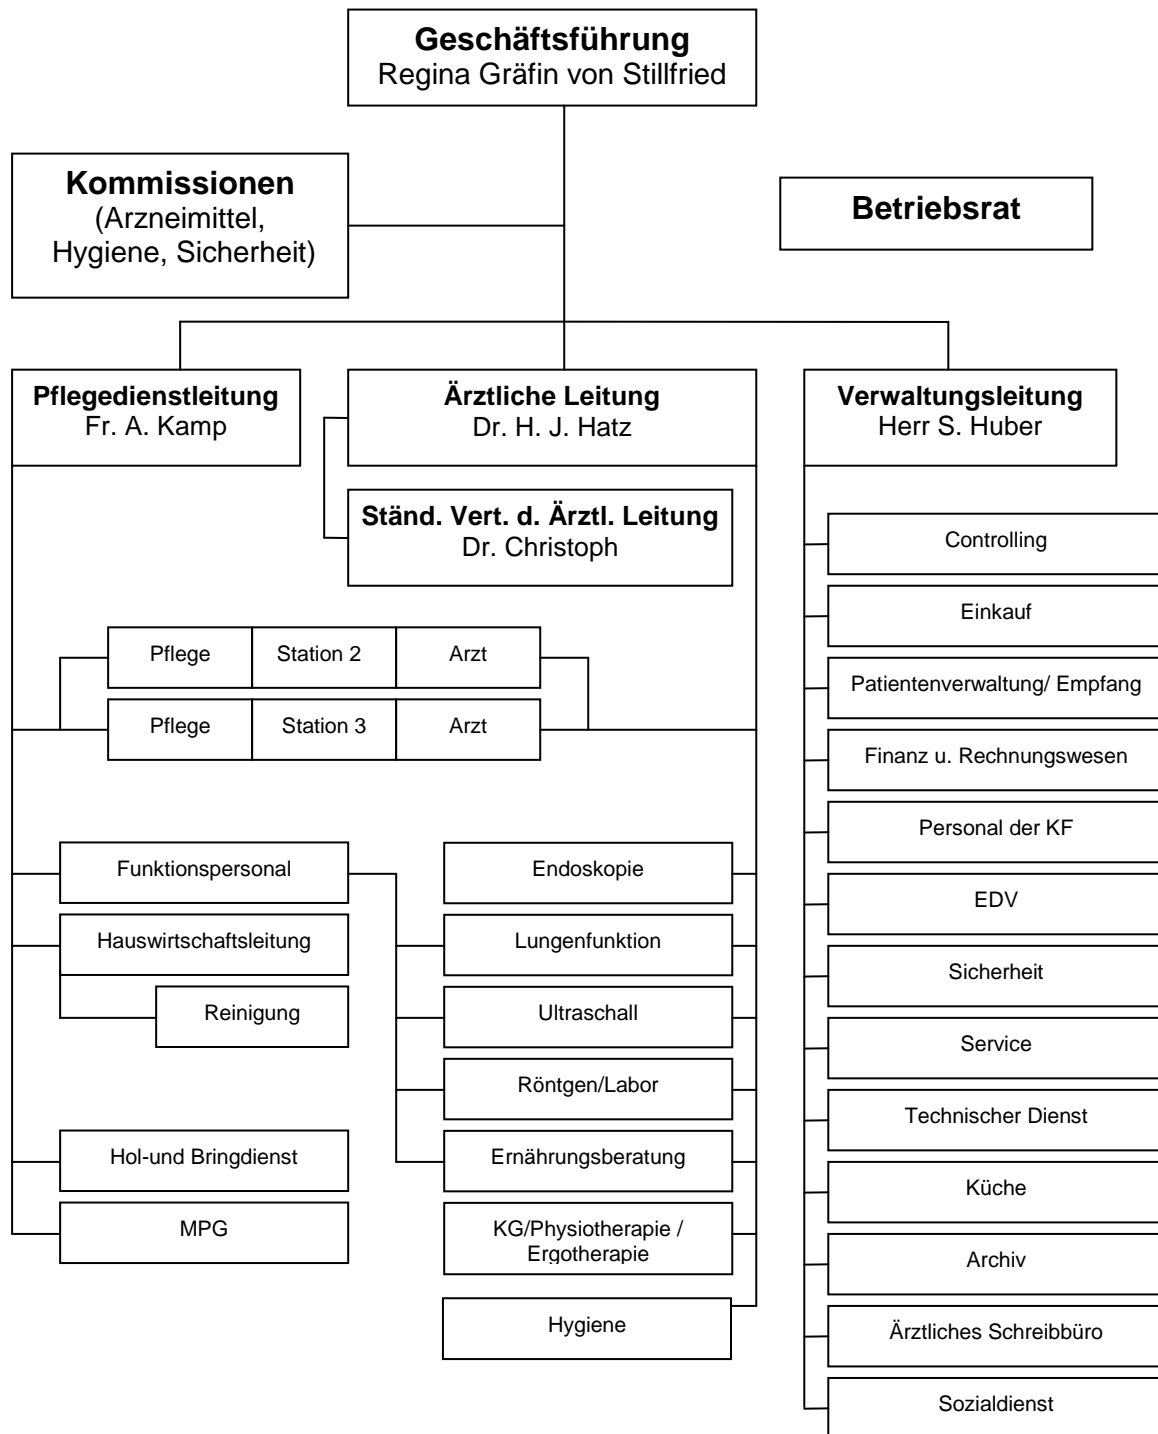 Geschäftsführung
Regina Gräfin von Stillfried
Kommissionen
(Arzneimittel,
Hygiene, Sicherheit)
Betriebsrat
Pflegedienstleitung
Fr. A. Kamp
Ärztliche Leitung
Dr. H. J. Hatz
Verwaltungsleitung
Herr S. Huber
Ständ. Vert. d. Ärztl. Leitung
Dr. Christoph
Pflege Station 2 Arzt
Pflege Station 3 Arzt
Funktionspersonal
Hauswirtschaftsleitung
Reinigung
Hol-und Bringdienst
MPG
Endoskopie
Lungenfunktion
Ultraschall
Röntgen/Labor
Ernährungsberatung
KG/Physiotherapie /
Ergotherapie
Hygiene
Controlling
Einkauf
Patientenverwaltung/ Empfang
Finanz u. Rechnungswesen
Personal der KF
EDV
Sicherheit
Service
Technischer Dienst
Küche
Archiv
Ärztliches Schreibbüro
Sozialdienst